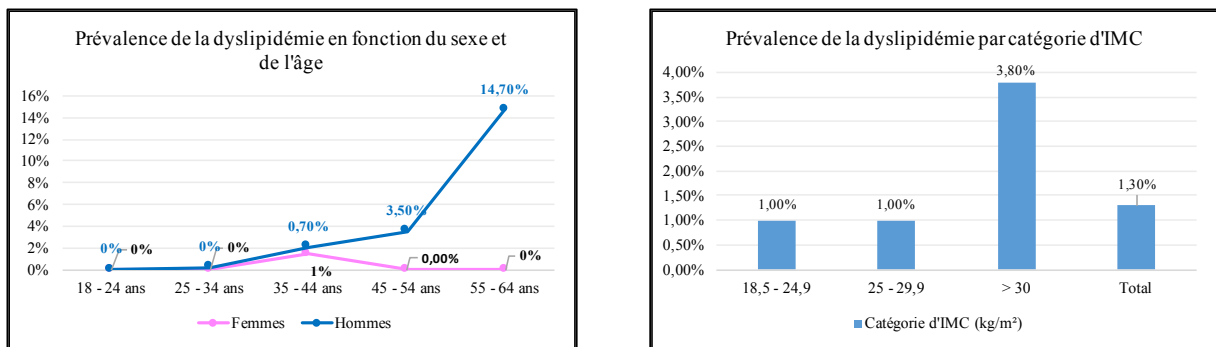 Prévalence de la dyslipidémie en fonction du sexe et
de l'âge
16%
14%
12%
10%
8%
6%
4%
2%
0%
0%
0%
0%
0%
0,70%
1%
3,50%
0,00%
14,70%
0%
18 - 24 ans
25 - 34 ans
35 - 44 ans
45 - 54 ans
55 - 64 ans
Femmes
Hommes
Prévalence de la dyslipidémie par catégorie d'IMC
4,00%
3,50%
3,00%
2,50%
2,00%
1,50%
1,00%
0,50%
0,00%
1,00%
1,00%
3,80%
1,30%
18,5 - 24,9
25 - 29,9
> 30
Total
Catégorie d'IMC (kg/m²)